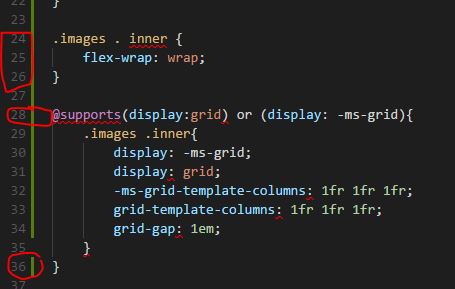 22 }
23
24 .images . inner {
25 flex-wrap: wrap;
26 }
27
28 @supports(display:grid) or (display: -ms-grid){
29 .images .inner{
30 display: -ms-grid;
31 display: grid;
32 -ms-grid-template-columns: 1fr 1fr 1fr;
33 grid-template-columns: 1fr 1fr 1fr;
34 grid-gap: 1em;
35 }
36 }
37